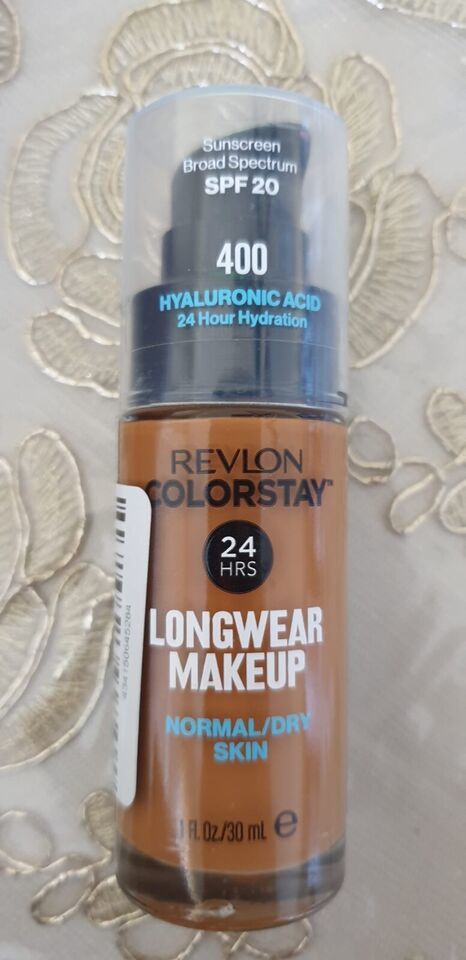 Sunscreen
Broad Spectrum
SPF 20
400
HYALURONIC ACID
24 Hour Hydration
REVLON
COLORSTAY™
24
HRS
LONGWEAR
MAKEUP
NORMAL/DRY
SKIN
1 Fl. Oz./30 mL e